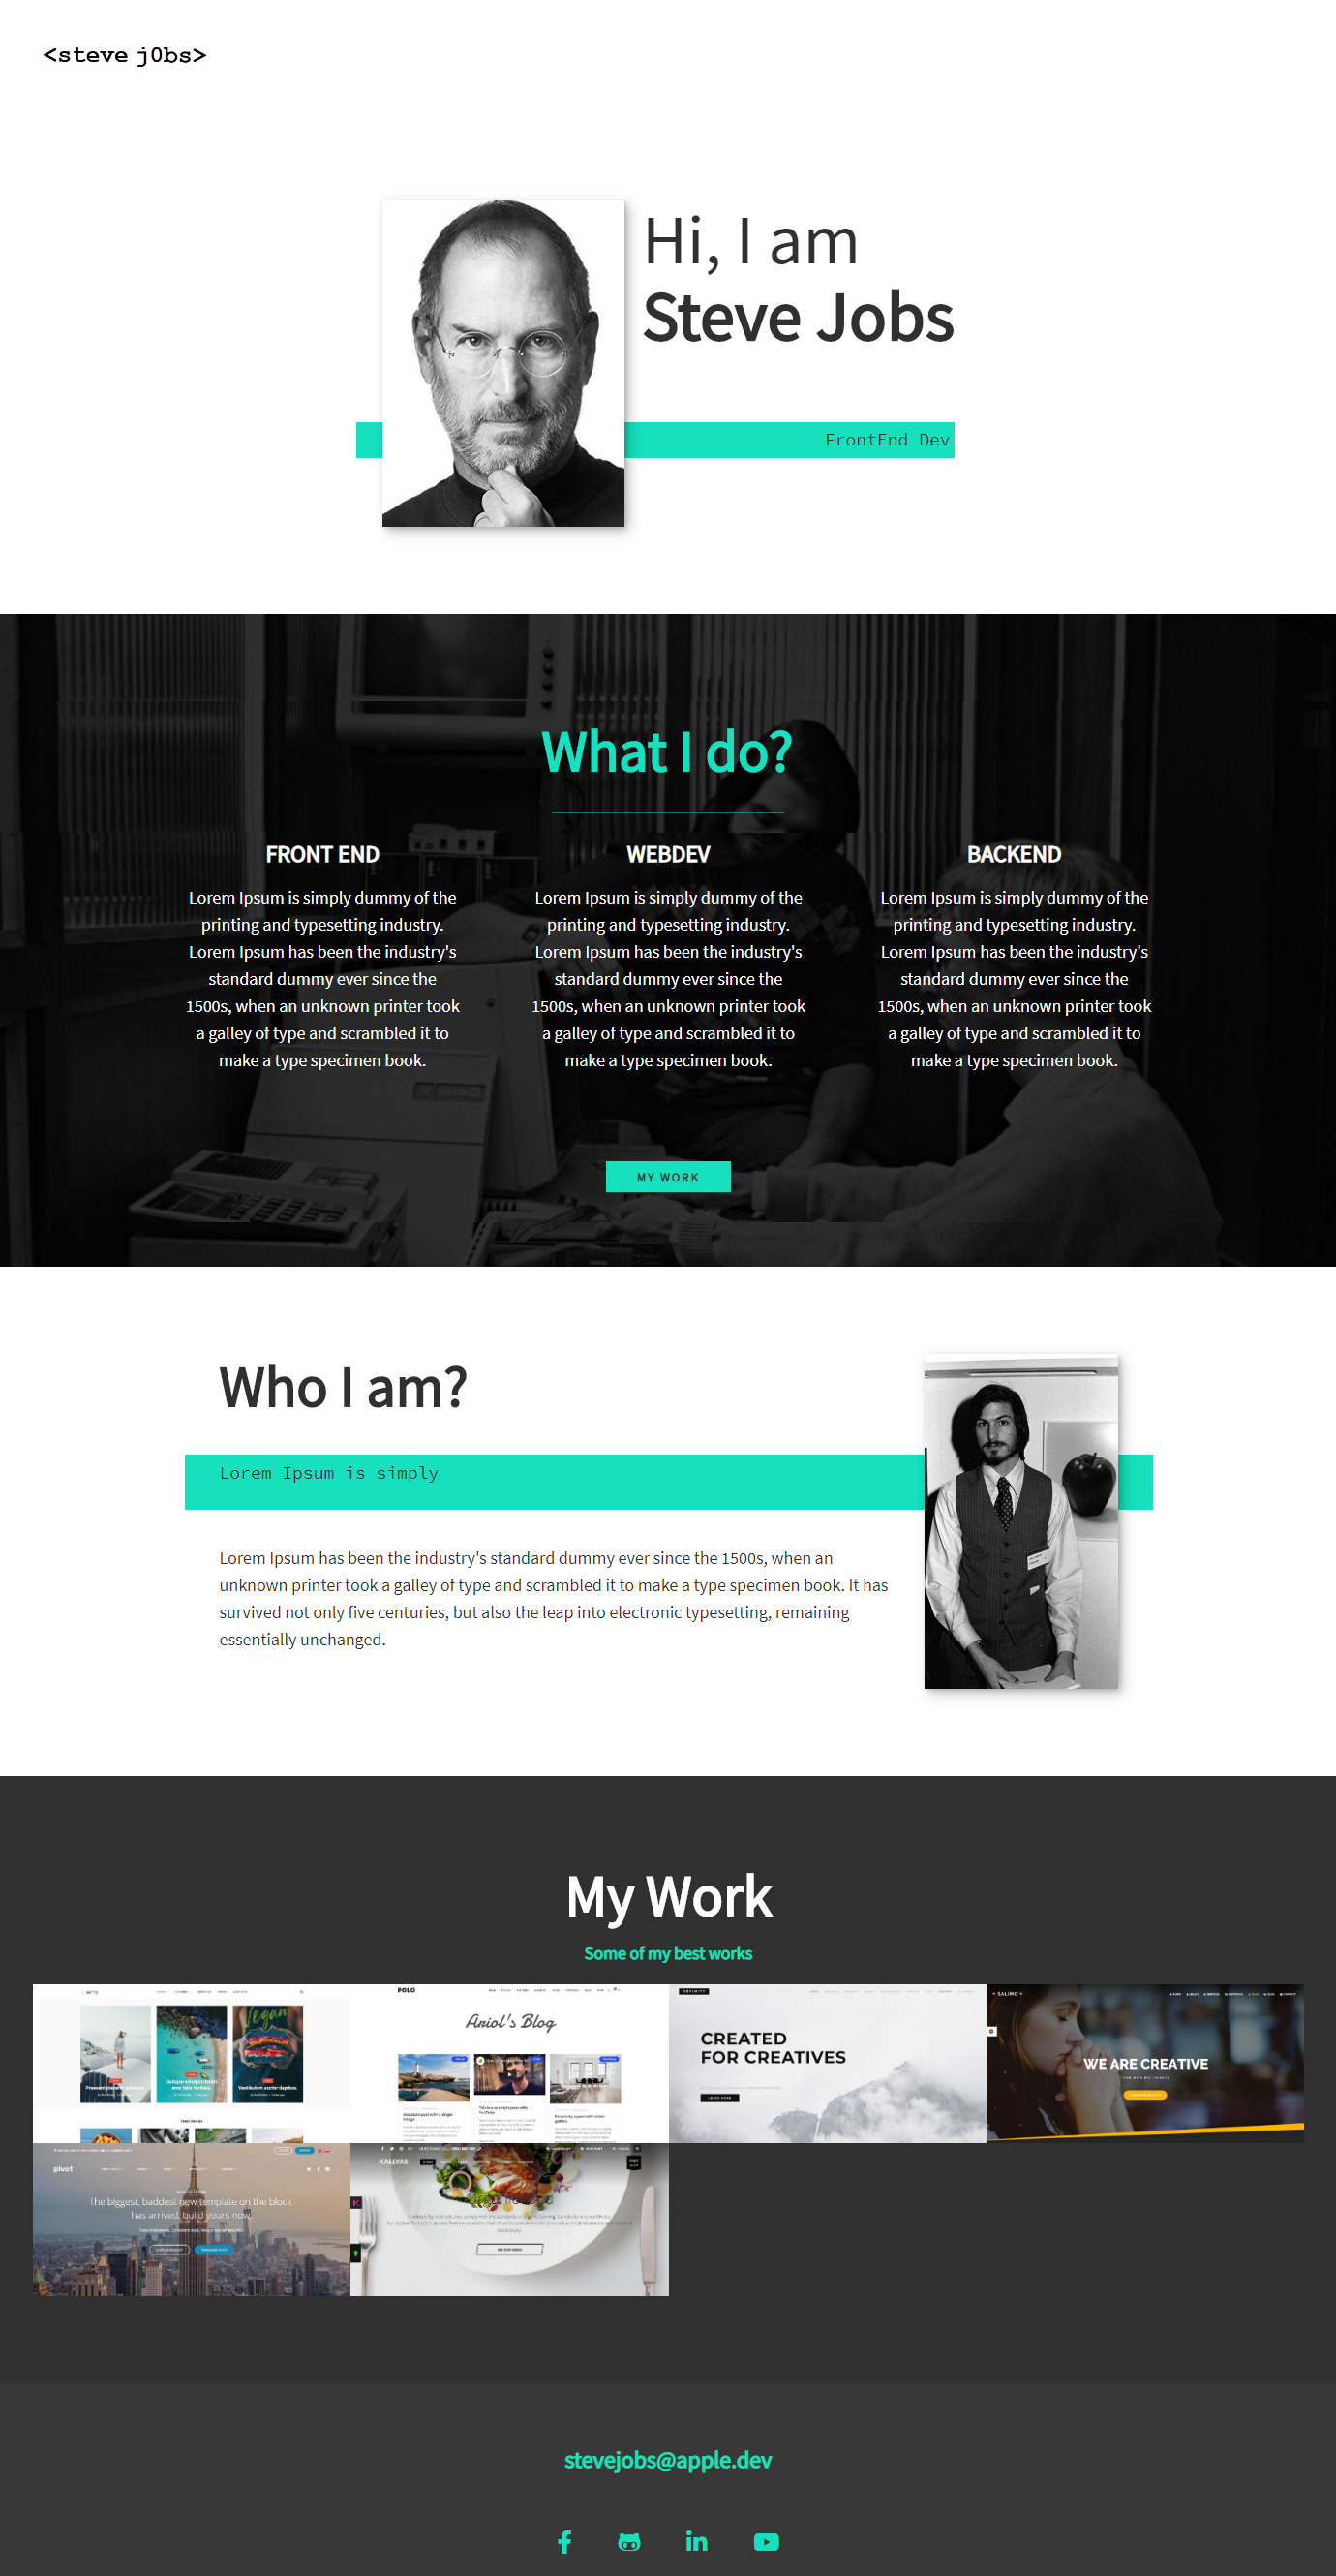 <steve j0bs>
Hi, I am
Steve Jobs
FrontEnd Dev
What I do?
FRONT END
Lorem Ipsum is simply dummy of the
printing and typesetting industry.
Lorem Ipsum has been the industry's
standard dummy ever since the
1500s, when an unknown printer took
a galley of type and scrambled it to
make a type specimen book.
WEBDEV
Lorem Ipsum is simply dummy of the
printing and typesetting industry.
Lorem Ipsum has been the industry's
standard dummy ever since the
1500s, when an unknown printer took
a galley of type and scrambled it to
make a type specimen book.
BACKEND
Lorem Ipsum is simply dummy of the
printing and typesetting industry.
Lorem Ipsum has been the industry's
standard dummy ever since the
1500s, when an unknown printer took
a galley of type and scrambled it to
make a type specimen book.
MY WORK
Who I am?
Lorem Ipsum is simply
Lorem Ipsum has been the industry's standard dummy ever since the 1500s, when an
unknown printer took a galley of type and scrambled it to make a type specimen book. It has
survived not only five centuries, but also the leap into electronic typesetting, remaining
essentially unchanged.
My Work
Some of my best works
Vegan
POLO
Ariol's Blog
CREATED
FOR CREATIVES
SALIMO
WE ARE CREATIVE
pivot
The biggest, baddest new template on the block
has arrived, build yours now.
KALLYAS
stevejobs@apple.dev